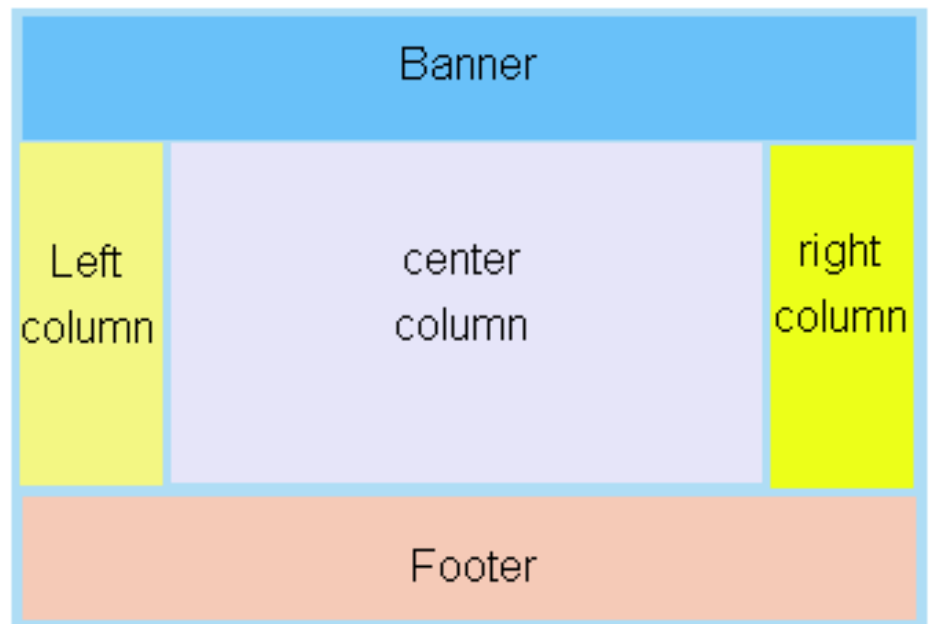 Banner
Left
column
center
column
right
column
Footer